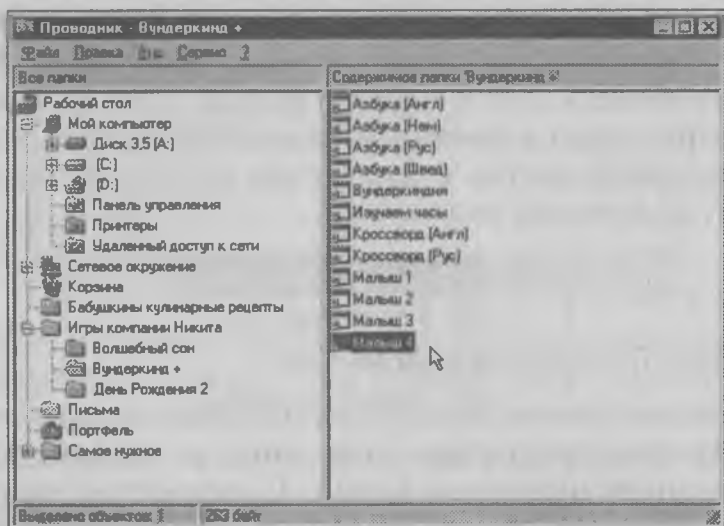 Проводник - Вундеркинд +
Файл Правка Вид Сервис ?
Все папки
Содержимое папки 'Вундеркинд +'
Рабочий стол
Мой компьютер
Диск 3,5 (A:)
(C:)
(D:)
Панель управления
Принтеры
Удаленный доступ к сети
Сетевое окружение
Корзина
Бабушкины кулинарные рецепты
Игры компании Никита
Волшебный сон
Вундеркинд +
День Рождения 2
Письма
Портфель
Самое нужное
Азбука (Англ)
Азбука (Нем)
Азбука (Рус)
Азбука (Швед)
Вундеркиндия
Изучаем часы
Кроссворд (Англ)
Кроссворд (Рус)
Малыш 1
Малыш 2
Малыш 3
Малыш 4
Выделено объектов: 1
263 байт